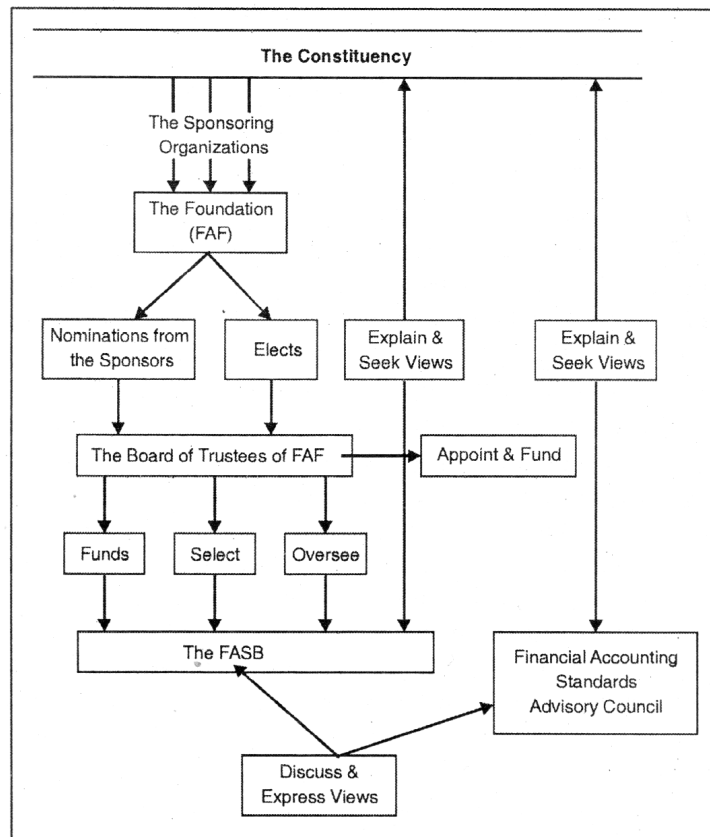 The Constituency
The Sponsoring
Organizations
The Foundation
(FAF)
Nominations from
the Sponsors
Elects
Explain &
Seek Views
Explain &
Seek Views
The Board of Trustees of FAF
Appoint & Fund
Funds
Select
Oversee
The FASB
Financial Accounting
Standards
Advisory Council
Discuss &
Express Views